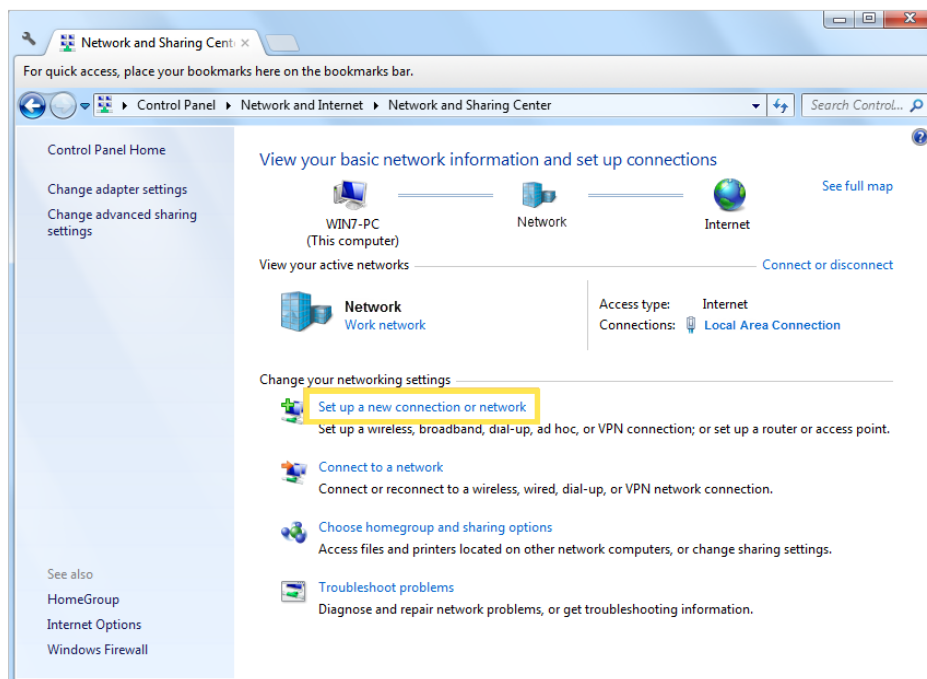 Network and Sharing Cent
For quick access, place your bookmarks here on the bookmarks bar.
Control Panel Network and Internet Network and Sharing Center
Search Control...
Control Panel Home
Change adapter settings
Change advanced sharing
settings
See also
HomeGroup
Internet Options
Windows Firewall
View your basic network information and set up connections
See full map
WIN7-PC
(This computer)
Network
Internet
View your active networks
Connect or disconnect
Network
Work network
Access type: Internet
Connections: Local Area Connection
Change your networking settings
Set up a new connection or network
Set up a wireless, broadband, dial-up, ad hoc, or VPN connection; or set up a router or access point.
Connect to a network
Connect or reconnect to a wireless, wired, dial-up, or VPN network connection.
Choose homegroup and sharing options
Access files and printers located on other network computers, or change sharing settings.
Troubleshoot problems
Diagnose and repair network problems, or get troubleshooting information.